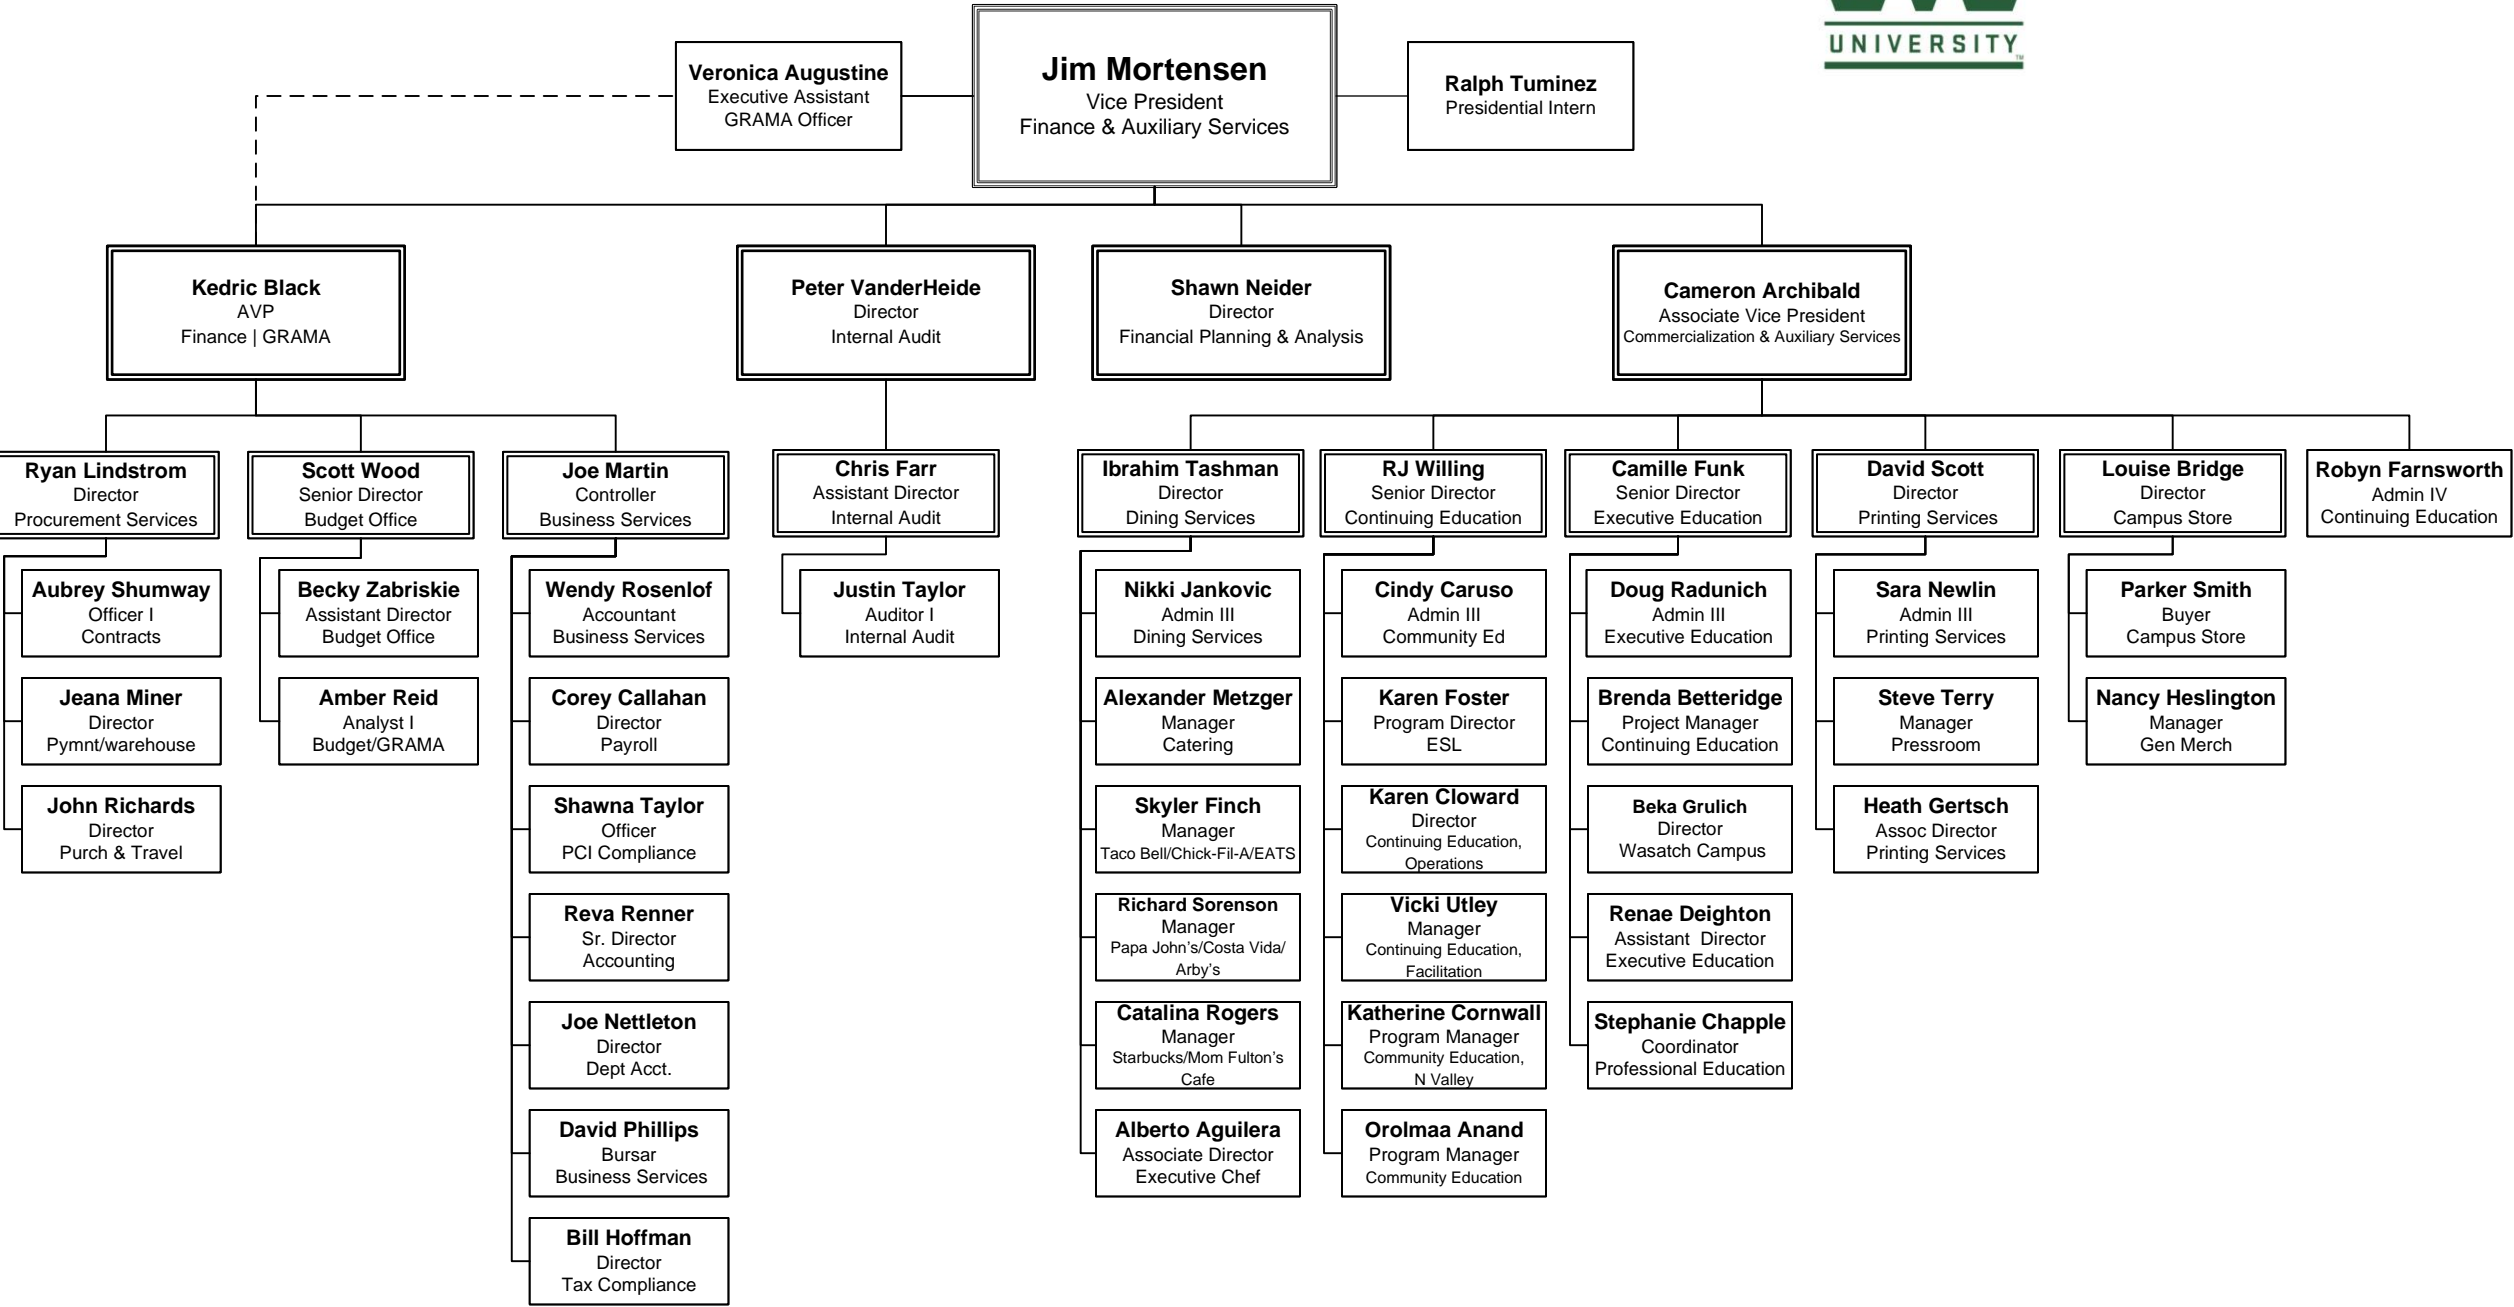 UNIVERSITY
TM
Veronica Augustine
Executive Assistant
GRAMA Officer
Jim Mortensen
Vice President
Finance & Auxiliary Services
Ralph Tuminez
Presidential Intern
Kedric Black
AVP
Finance | GRAMA
Peter VanderHeide
Director
Internal Audit
Shawn Neider
Director
Financial Planning & Analysis
Cameron Archibald
Associate Vice President
Commercialization & Auxiliary Services
Ryan Lindstrom
Director
Procurement Services
Scott Wood
Senior Director
Budget Office
Joe Martin
Controller
Business Services
Chris Farr
Assistant Director
Internal Audit
Ibrahim Tashman
Director
Dining Services
RJ Willing
Senior Director
Continuing Education
Camille Funk
Senior Director
Executive Education
David Scott
Director
Printing Services
Louise Bridge
Director
Campus Store
Robyn Farnsworth
Admin IV
Continuing Education
Aubrey Shumway
Officer I
Contracts
Jeana Miner
Director
Pymnt/warehouse
John Richards
Director
Purch & Travel
Becky Zabriskie
Assistant Director
Budget Office
Amber Reid
Analyst I
Budget/GRAMA
Wendy Rosenlof
Accountant
Business Services
Corey Callahan
Director
Payroll
Shawna Taylor
Officer
PCI Compliance
Reva Renner
Sr. Director
Accounting
Joe Nettleton
Director
Dept Acct.
David Phillips
Bursar
Business Services
Bill Hoffman
Director
Tax Compliance
Justin Taylor
Auditor I
Internal Audit
Nikki Jankovic
Admin III
Dining Services
Alexander Metzger
Manager
Catering
Skyler Finch
Manager
Taco Bell/Chick-Fil-A/EATS
Richard Sorenson
Manager
Papa John's/Costa Vida/
Arby's
Catalina Rogers
Manager
Starbucks/Mom Fulton's
Cafe
Alberto Aguilera
Associate Director
Executive Chef
Cindy Caruso
Admin III
Community Ed
Karen Foster
Program Director
ESL
Karen Cloward
Director
Continuing Education,
Operations
Vicki Utley
Manager
Continuing Education,
Facilitation
Katherine Cornwall
Program Manager
Community Education,
N Valley
Orolmaa Anand
Program Manager
Community Education
Doug Radunich
Admin III
Executive Education
Brenda Betteridge
Project Manager
Continuing Education
Beka Grulich
Director
Wasatch Campus
Renae Deighton
Assistant  Director
Executive Education
Stephanie Chapple
Coordinator
Professional Education
Sara Newlin
Admin III
Printing Services
Steve Terry
Manager
Pressroom
Heath Gertsch
Assoc Director
Printing Services
Parker Smith
Buyer
Campus Store
Nancy Heslington
Manager
Gen Merch